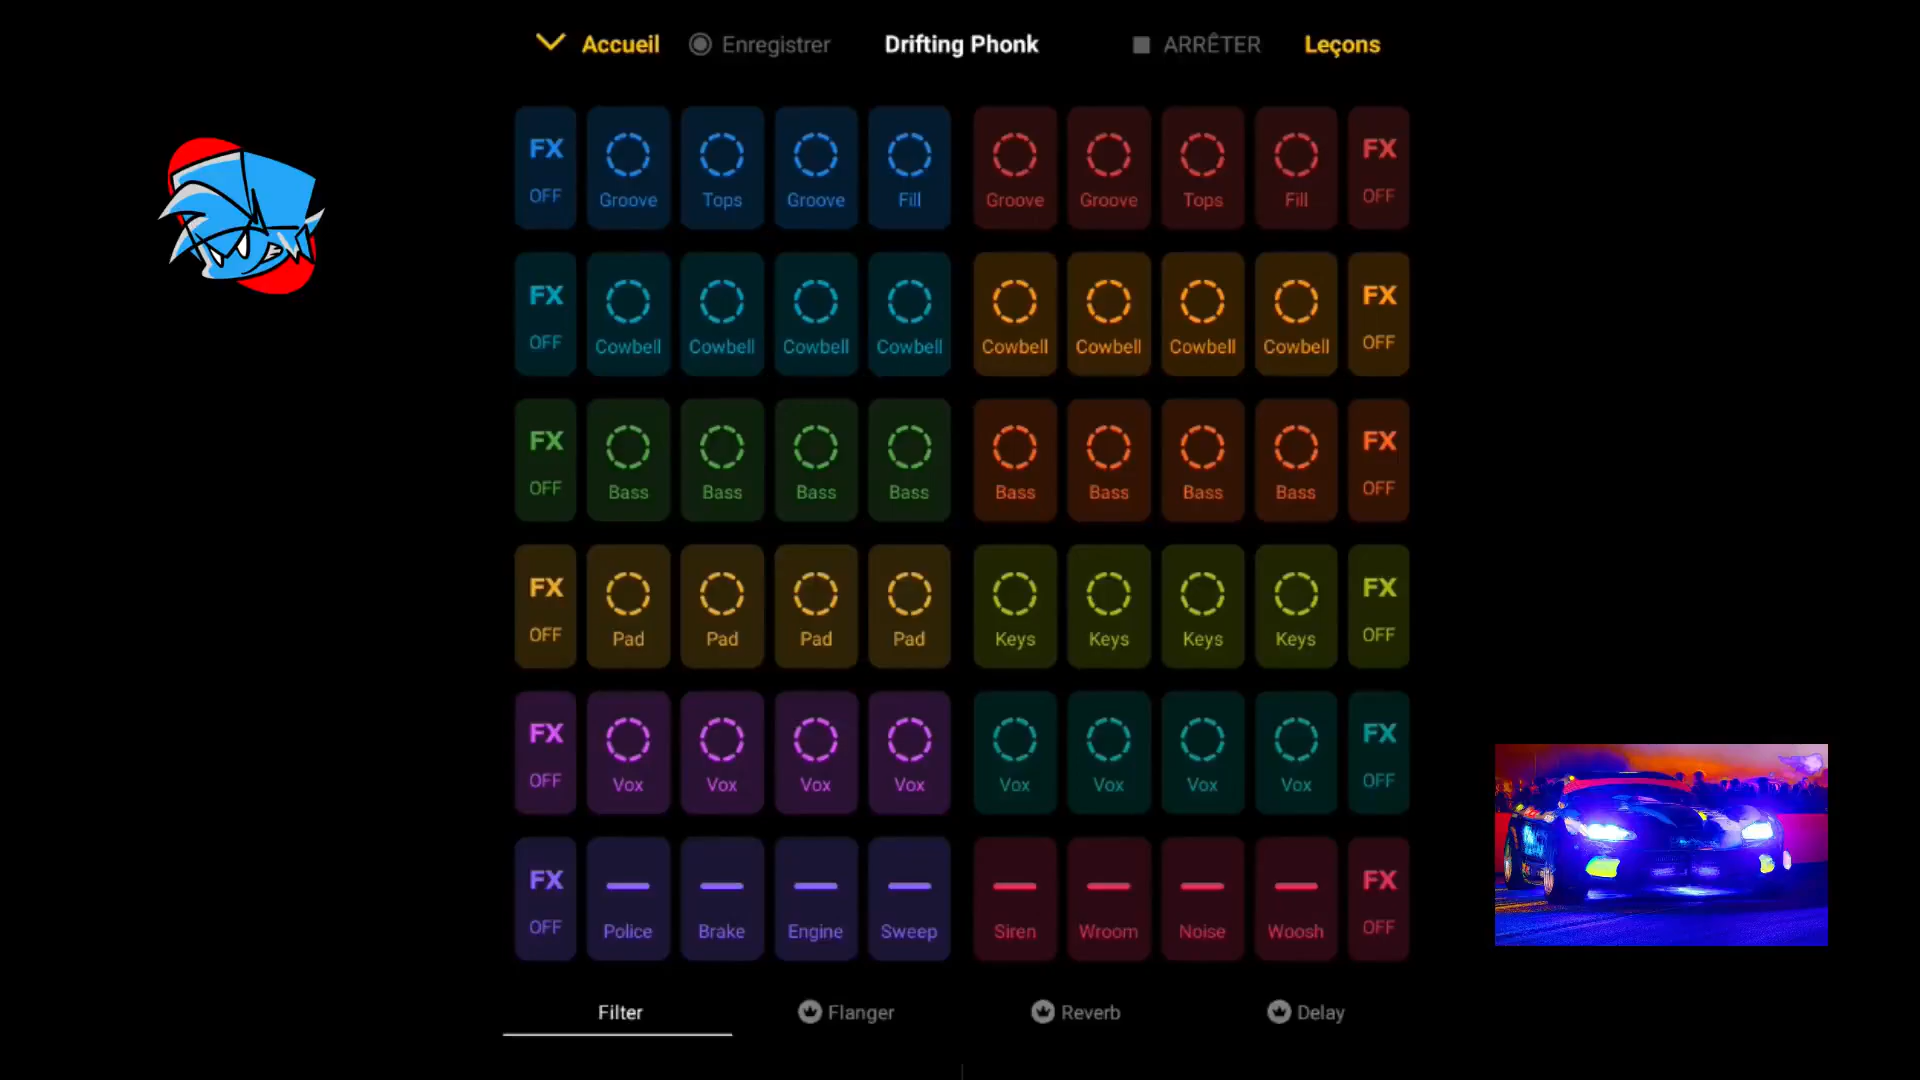 Accueil Enregistrer Drifting Phonk ARRÊTER Leçons
FX Groove Tops Groove Fill Groove Groove Tops Fill FX
OFF OFF
FX Cowbell Cowbell Cowbell Cowbell Cowbell Cowbell Cowbell Cowbell FX
OFF OFF
FX Bass Bass Bass Bass Bass Bass Bass Bass FX
OFF OFF
FX Pad Pad Pad Pad Keys Keys Keys Keys FX
OFF OFF
FX Vox Vox Vox Vox Vox Vox Vox Vox FX
OFF OFF
FX Police Brake Engine Sweep Siren Wroom Noise Woosh FX
OFF OFF
Filter Flanger Reverb Delay